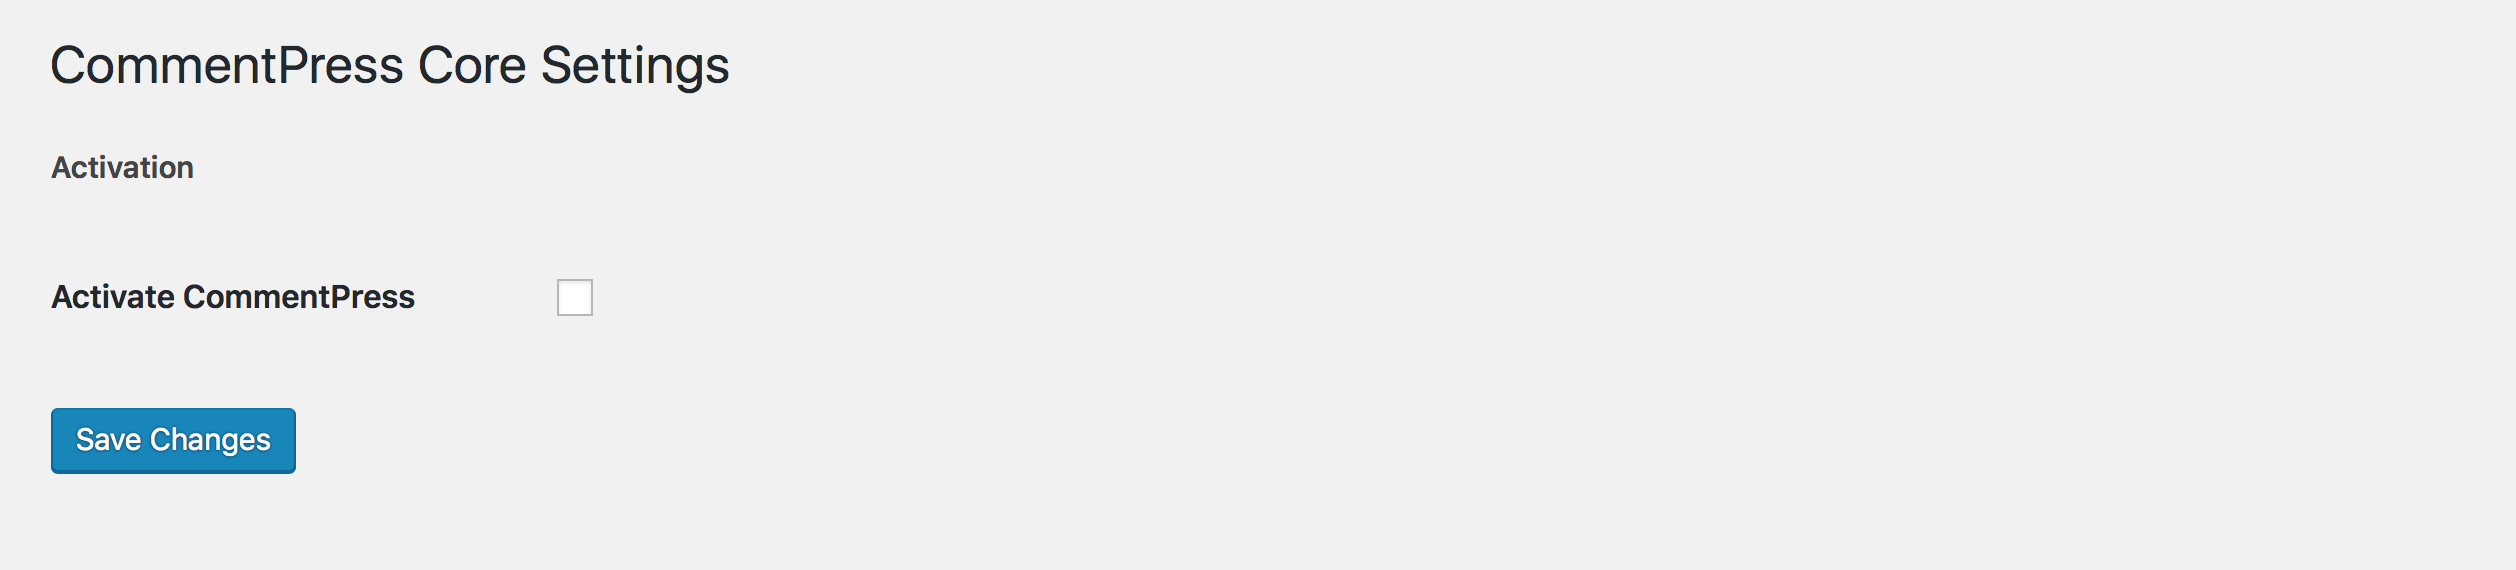 CommentPress Core Settings
Activation
Activate CommentPress
Save Changes